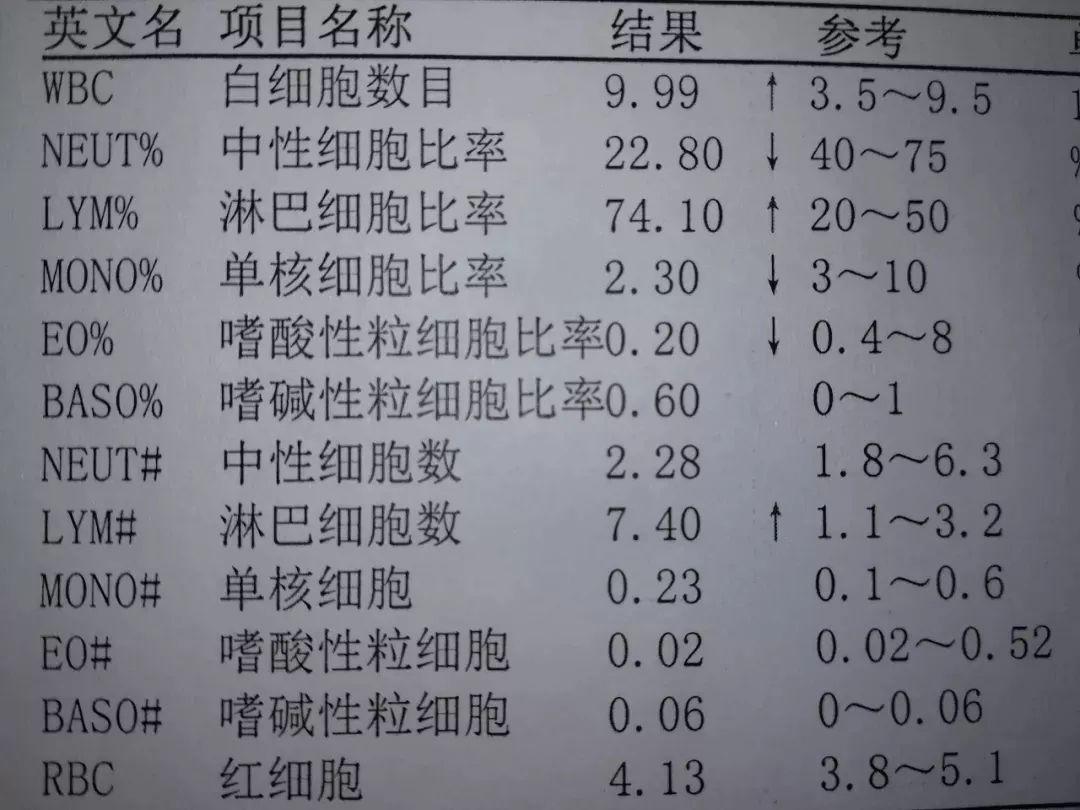 英文名 项目名称 结果 参考
WBC 白细胞数目 9.99 ↑ 3.5～9.5
NEUT% 中性细胞比率 22.80 ↓ 40～75
LYM% 淋巴细胞比率 74.10 ↑ 20～50
MONO% 单核细胞比率 2.30 ↓ 3～10
EO% 嗜酸性粒细胞比率 0.20 ↓ 0.4～8
BASO% 嗜碱性粒细胞比率 0.60 0～1
NEUT# 中性细胞数 2.28 1.8～6.3
LYM# 淋巴细胞数 7.40 ↑ 1.1～3.2
MONO# 单核细胞 0.23 0.1～0.6
EO# 嗜酸性粒细胞 0.02 0.02～0.52
BASO# 嗜碱性粒细胞 0.06 0～0.06
RBC 红细胞 4.13 3.8～5.1